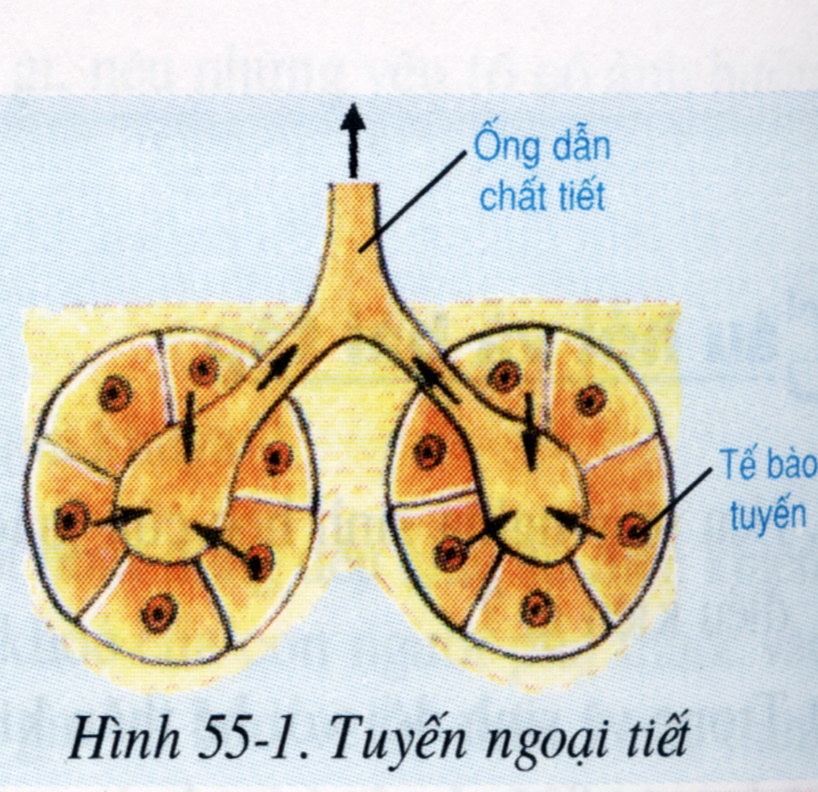 Ống dẫn
chất tiết
Tế bào
tuyến
Hình 55-1. Tuyến ngoại tiết